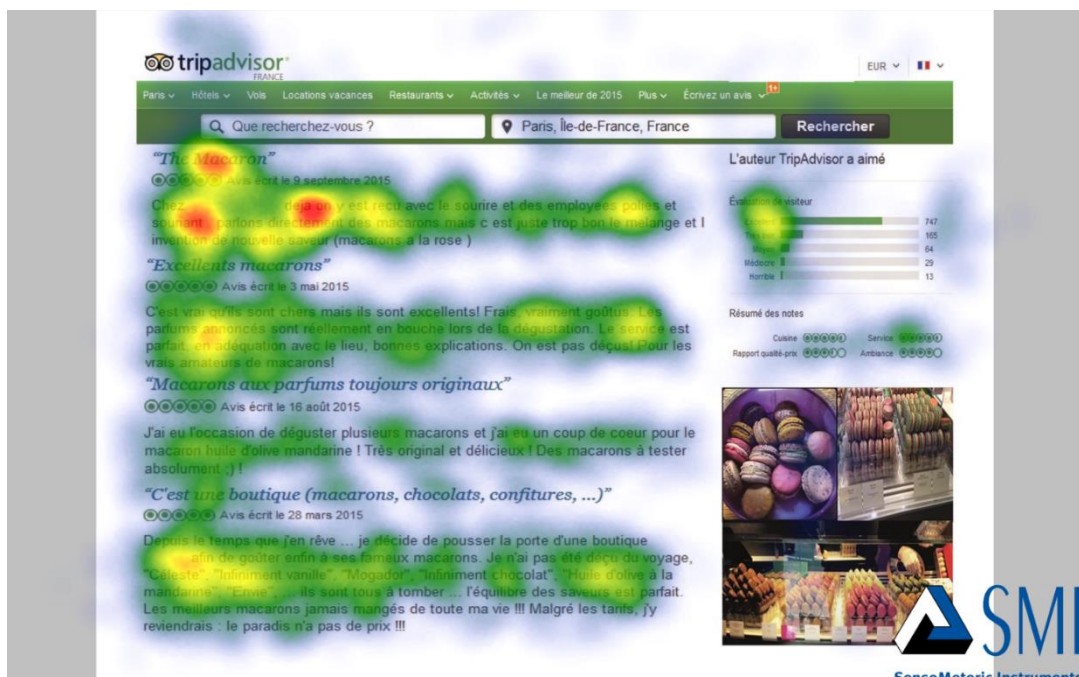 tripadvisor®
FRANCE
EUR
Paris Hôtels Vols Locations vacances Restaurants Activités Le meilleur de 2015 Plus Écrivez un avis 1+
Que recherchez-vous ? Paris, Île-de-France, France Rechercher
“The Macaron”
Avis écrit le 9 septembre 2015
Chez déjà on y est reçu avec le sourire et des employées polies et
souriant parlons directement des macarons mais c est juste trop bon le mélange et l
invention de nouvelle saveur (macarons a la rose )
“Excellents macarons”
Avis écrit le 3 mai 2015
C'est vrai qu'ils sont chers mais ils sont excellents! Frais, vraiment goûtus. Les
parfums annoncés sont réellement en bouche lors de la dégustation. Le service est
parfait, en adéquation avec le lieu, bonnes explications. On est pas déçus! Pour les
vrais amateurs de macarons!
“Macarons aux parfums toujours originaux”
Avis écrit le 16 août 2015
J'ai eu l'occasion de déguster plusieurs macarons et j'ai eu un coup de coeur pour le
macaron huile d'olive mandarine ! Très original et délicieux ! Des macarons à tester
absolument ;) !
“C'est une boutique (macarons, chocolats, confitures, ...)”
Avis écrit le 28 mars 2015
Depuis le temps que j'en rêve ... je décide de pousser la porte d'une boutique
afin de goûter enfin à ses fameux macarons. Je n'ai pas été déçu du voyage,
"Céleste", "Infiniment vanille", "Mogador", "Infiniment chocolat", "Huile d'olive à la
mandarine", "Envie", ... ils sont tous à tomber ... l'équilibre des saveurs est parfait.
Les meilleurs macarons jamais mangés de toute ma vie !!! Malgré les tarifs, j'y
reviendrais : le paradis n'a pas de prix !!!
L'auteur TripAdvisor a aimé
Évaluation de visiteur
747
165
Moyen 64
Médiocre 29
Horrible 13
Résumé des notes
Cuisine Service
Rapport qualité-prix Ambiance
SMI
SensoMotoric Instruments